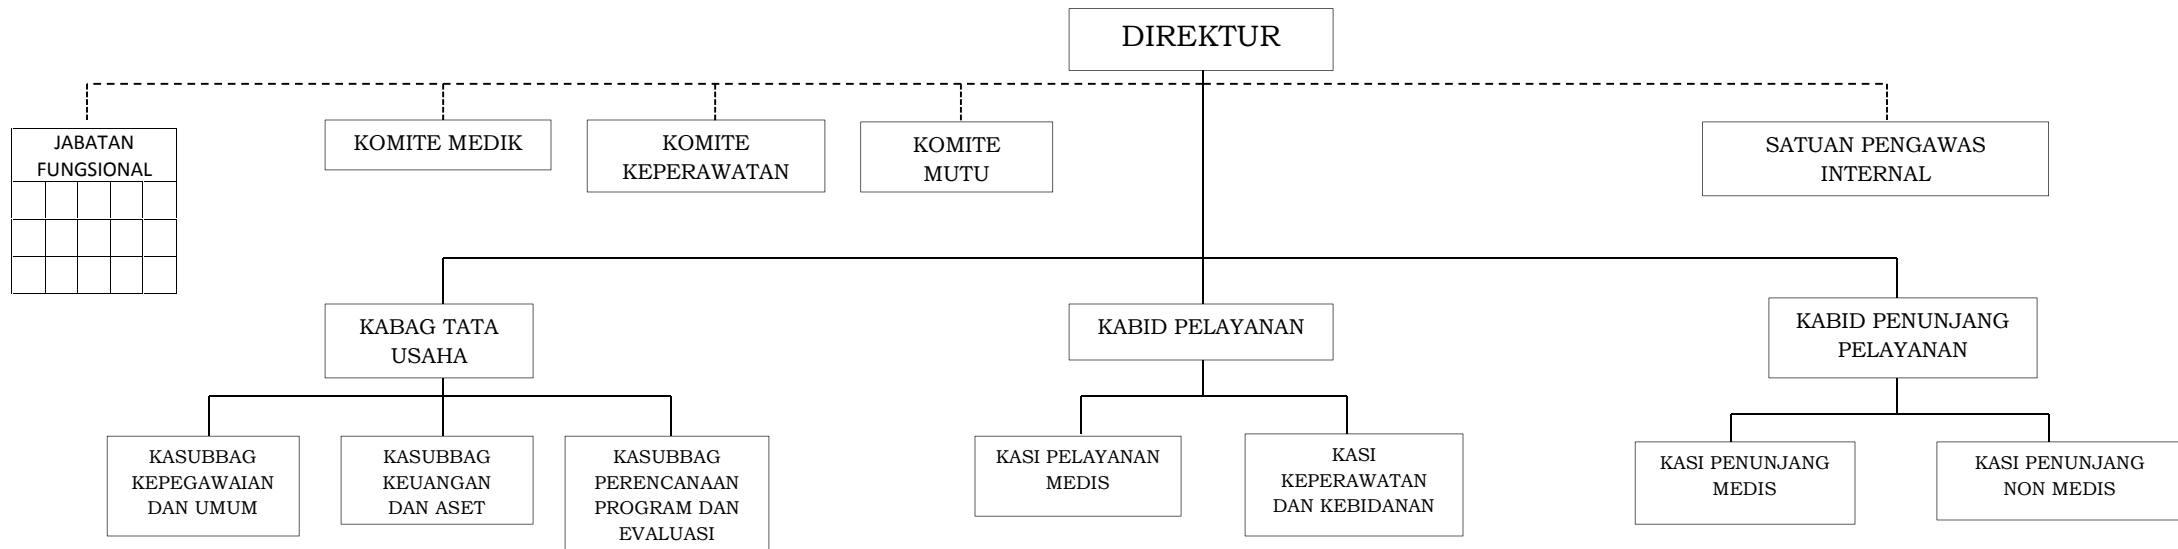 DIREKTUR
JABATAN
FUNGSIONAL
KOMITE MEDIK
KOMITE
KEPERAWATAN
KOMITE
MUTU
SATUAN PENGAWAS
INTERNAL
KABAG TATA
USAHA
KABID PELAYANAN
KABID PENUNJANG
PELAYANAN
KASUBBAG
KEPEGAWAIAN
DAN UMUM
KASUBBAG
KEUANGAN
DAN ASET
KASUBBAG
PERENCANAAN
PROGRAM DAN
EVALUASI
KASI PELAYANAN
MEDIS
KASI
KEPERAWATAN
DAN KEBIDANAN
KASI PENUNJANG
MEDIS
KASI PENUNJANG
NON MEDIS